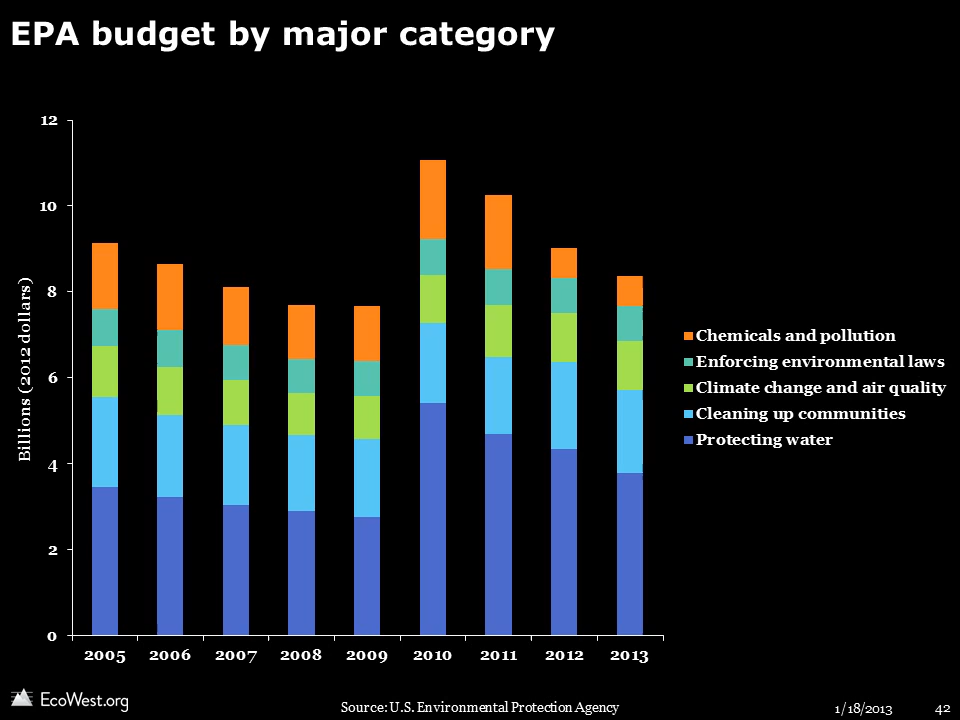 EPA budget by major category
12
10
8
6
4
2
0
Billions (2012 dollars)
2005 2006 2007 2008 2009 2010 2011 2012 2013
Chemicals and pollution
Enforcing environmental laws
Climate change and air quality
Cleaning up communities
Protecting water
EcoWest.org
Source: U.S. Environmental Protection Agency
1/18/2013
42